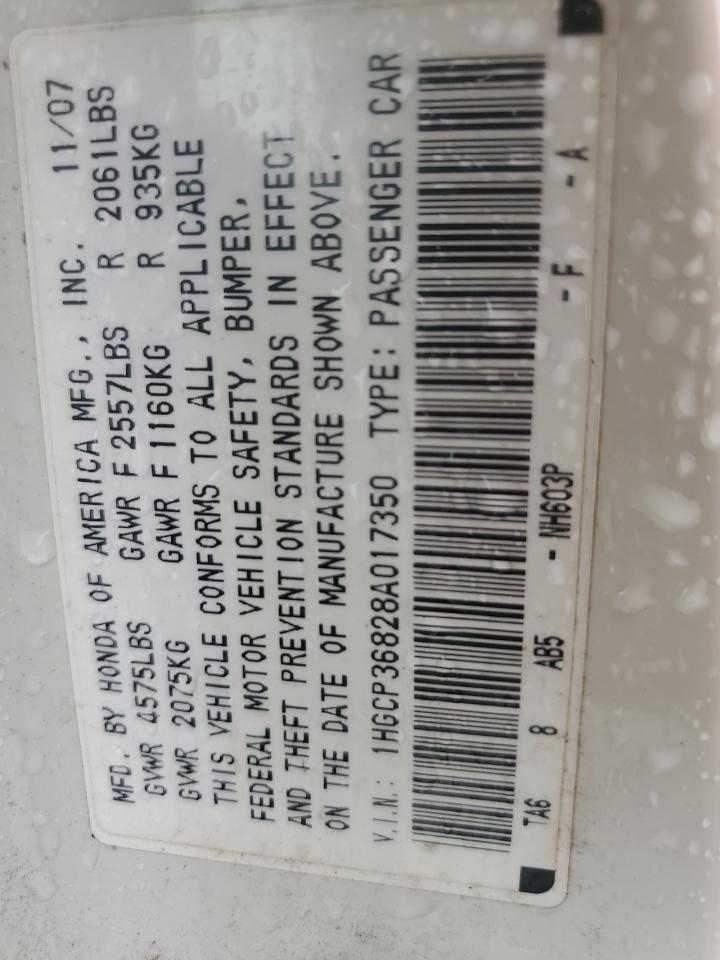 MFD. BY HONDA OF AMERICA MFG., INC. 11/07
GVWR 4575LBS GAWR F 2557LBS R 2061LBS
GVWR 2075KG GAWR F 1160KG R 935KG
THIS VEHICLE CONFORMS TO ALL APPLICABLE
FEDERAL MOTOR VEHICLE SAFETY, BUMPER,
AND THEFT PREVENTION STANDARDS IN EFFECT
ON THE DATE OF MANUFACTURE SHOWN ABOVE.
V.I.N.: 1HGCP36828A017350 TYPE: PASSENGER CAR
TA6 8 AB5 - NH603P - F - A